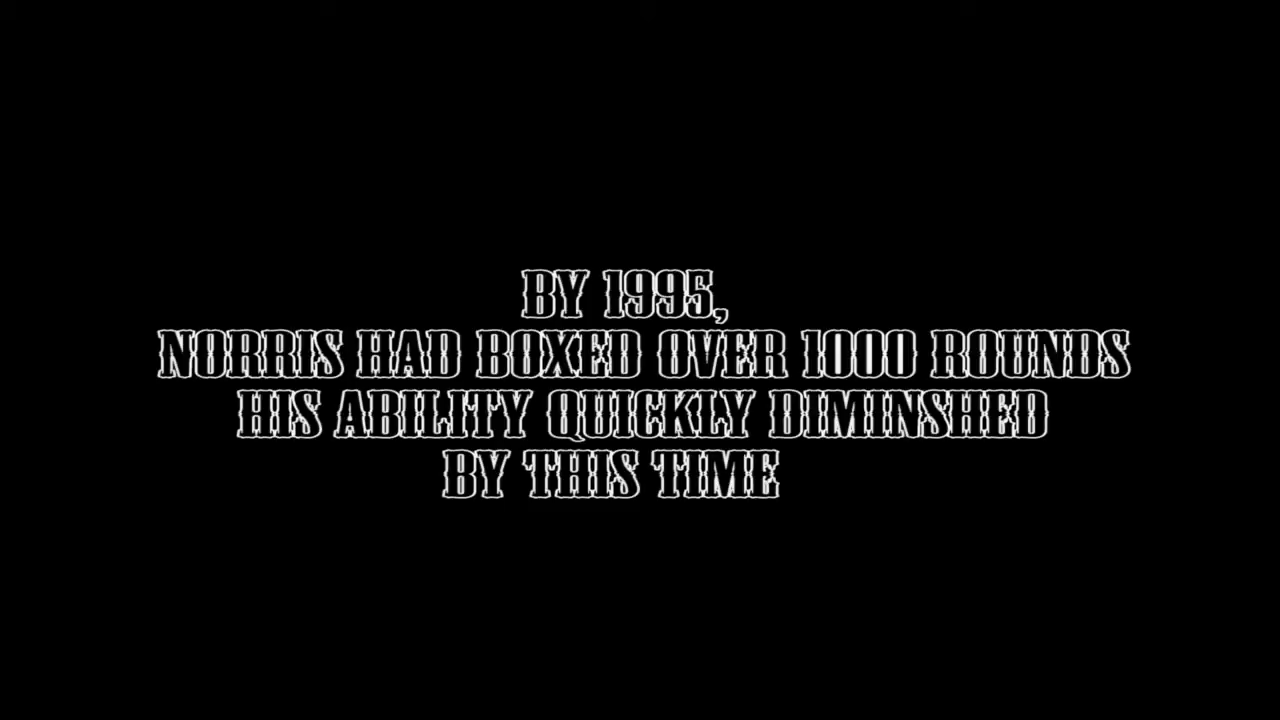 BY 1995,
NORRIS HAD BOXED OVER 1000 ROUNDS
HIS ABILITY QUICKLY DIMINSHED
BY THIS TIME